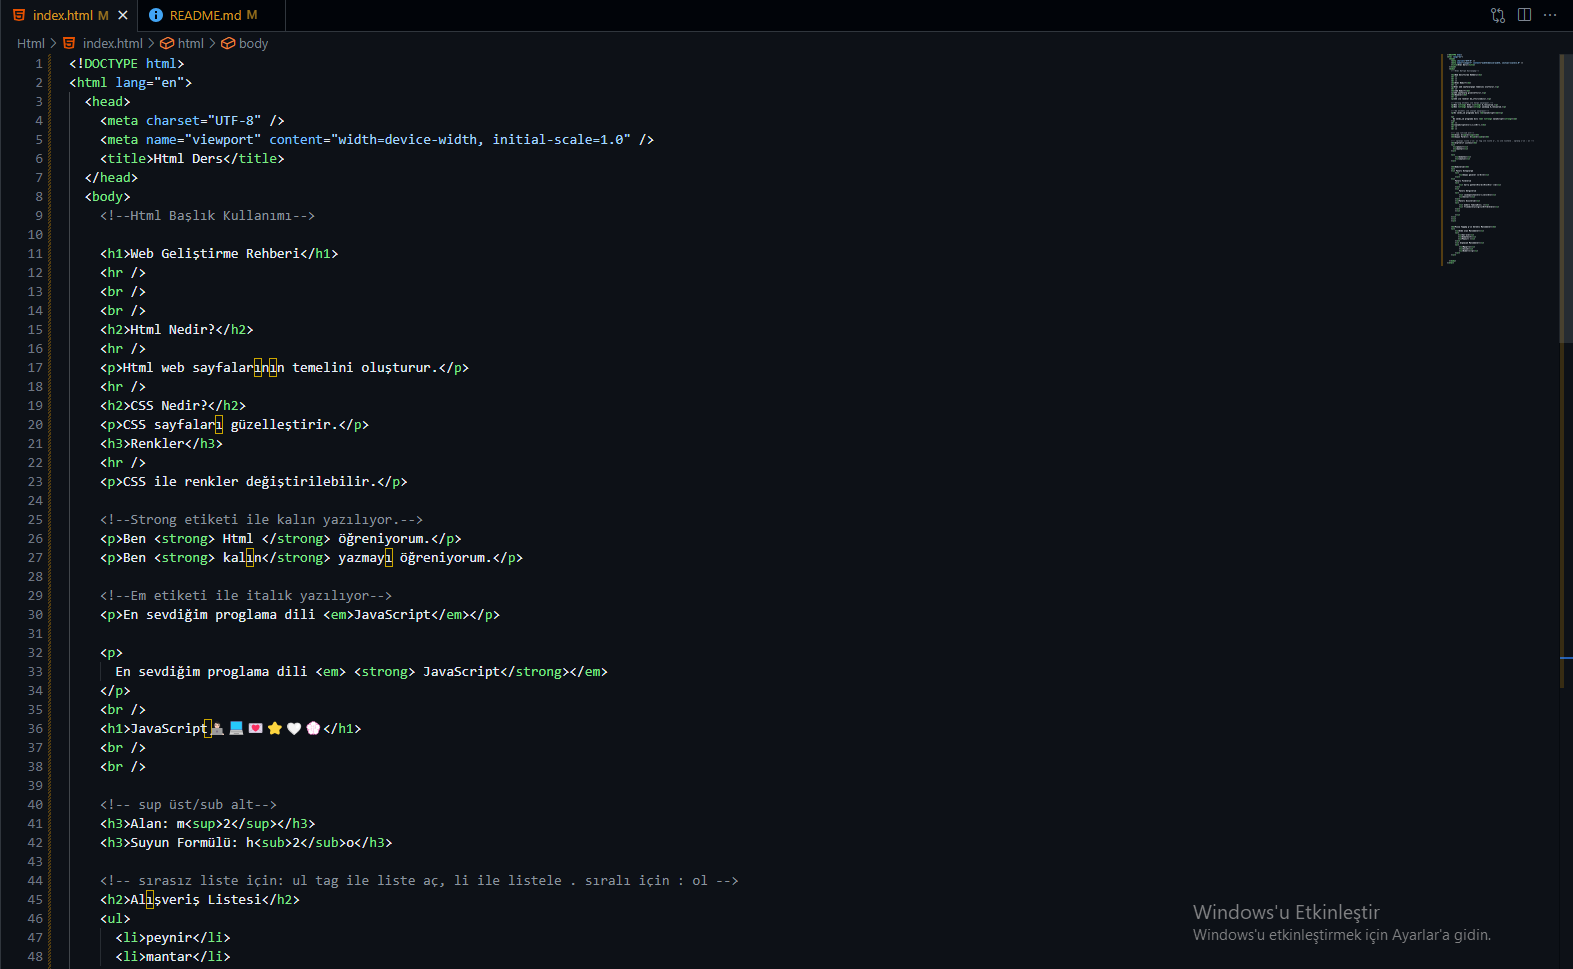 index.html M
README.md M
Html > index.html > html > body
1 <!DOCTYPE html>
2 <html lang="en">
3 <head>
4 <meta charset="UTF-8" />
5 <meta name="viewport" content="width=device-width, initial-scale=1.0" />
6 <title>Html Ders</title>
7 </head>
8 <body>
9 <!--Html Başlık Kullanımı-->
10
11 <h1>Web Geliştirme Rehberi</h1>
12 <hr />
13 <br />
14 <br />
15 <h2>Html Nedir?</h2>
16 <hr />
17 <p>Html web sayfalarının temelini oluşturur.</p>
18 <hr />
19 <h2>CSS Nedir?</h2>
20 <p>CSS sayfaları güzelleştirir.</p>
21 <h3>Renkler</h3>
22 <hr />
23 <p>CSS ile renkler değiştirilebilir.</p>
24
25 <!--Strong etiketi ile kalın yazılıyor.-->
26 <p>Ben <strong> Html </strong> öğreniyorum.</p>
27 <p>Ben <strong> kalın</strong> yazmayı öğreniyorum.</p>
28
29 <!--Em etiketi ile italık yazılıyor-->
30 <p>En sevdiğim proglama dili <em>JavaScript</em></p>
31
32 <p>
33 En sevdiğim proglama dili <em> <strong> JavaScript</strong></em>
34 </p>
35 <br />
36 <h1>JavaScript</h1>
37 <br />
38 <br />
39
40 <!-- sup üst/sub alt-->
41 <h3>Alan: m<sup>2</sup></h3>
42 <h3>Suyun Formülü: h<sub>2</sub>o</h3>
43
44 <!-- sırasız liste için: ul tag ile liste aç, li ile listele . sıralı için : ol -->
45 <h2>Alışveriş Listesi</h2>
46 <ul>
47 <li>peynir</li>
48 <li>mantar</li>
Windows'u Etkinleştir
Windows'u etkinleştirmek için Ayarlar'a gidin.